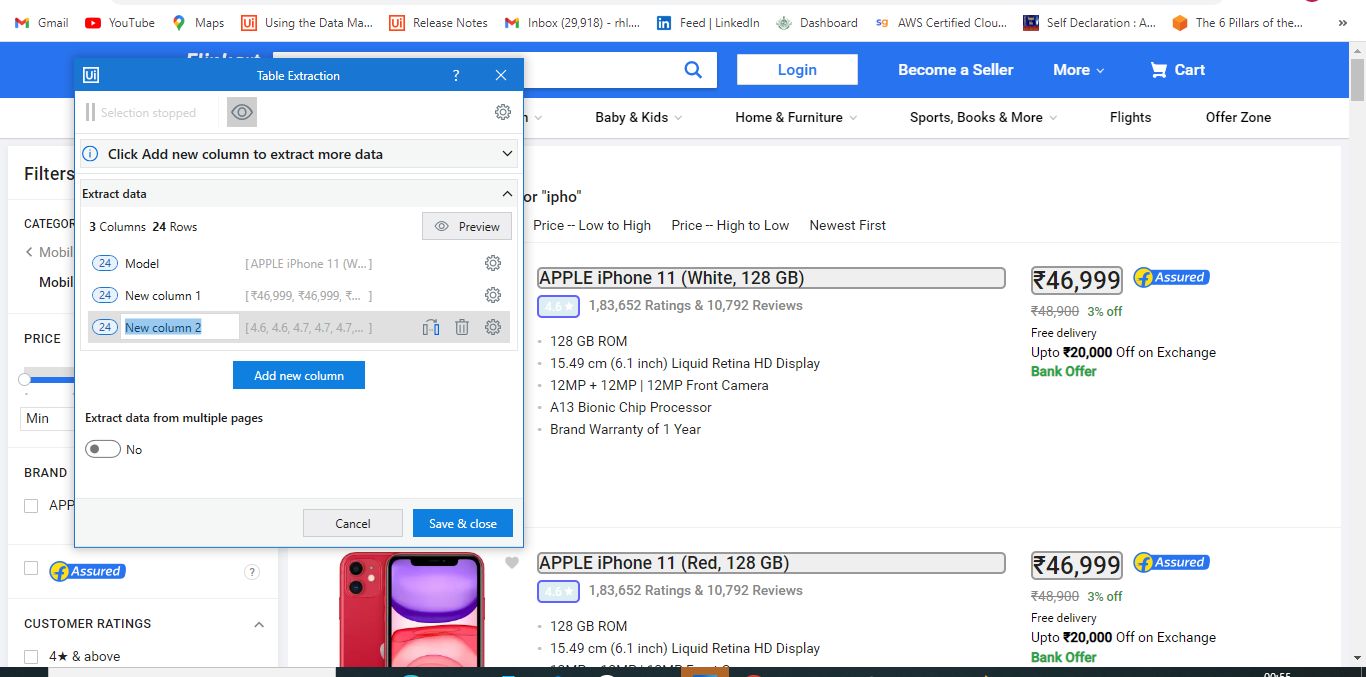 Gmail YouTube Maps Using the Data Ma... Release Notes Inbox (29,918) - rhl.... Feed | LinkedIn Dashboard AWS Certified Clou... Self Declaration : A... The 6 Pillars of the... »
Login Become a Seller More Cart
Ui Table Extraction ?
Selection stopped
Baby & Kids Home & Furniture Sports, Books & More Flights Offer Zone
Click Add new column to extract more data
Filters
Extract data
or "ipho"
CATEGOR
3 Columns 24 Rows Preview
Price -- Low to High Price -- High to Low Newest First
Mobil
24 Model [ APPLE iPhone 11 (W... ]
Mobil
24 New column 1 [ ₹46,999, ₹46,999, ₹... ]
24 New column 2 [ 4.6, 4.6, 4.7, 4.7, 4.7,... ]
PRICE
Add new column
Min
Extract data from multiple pages
No
BRAND
APP
Cancel Save & close
Assured ?
CUSTOMER RATINGS
4★ & above
APPLE iPhone 11 (White, 128 GB)
4.6 ★ 1,83,652 Ratings & 10,792 Reviews
128 GB ROM
15.49 cm (6.1 inch) Liquid Retina HD Display
12MP + 12MP | 12MP Front Camera
A13 Bionic Chip Processor
Brand Warranty of 1 Year
₹46,999 Assured
₹48,900 3% off
Free delivery
Upto ₹20,000 Off on Exchange
Bank Offer
APPLE iPhone 11 (Red, 128 GB)
4.6 ★ 1,83,652 Ratings & 10,792 Reviews
128 GB ROM
15.49 cm (6.1 inch) Liquid Retina HD Display
₹46,999 Assured
₹48,900 3% off
Free delivery
Upto ₹20,000 Off on Exchange
Bank Offer